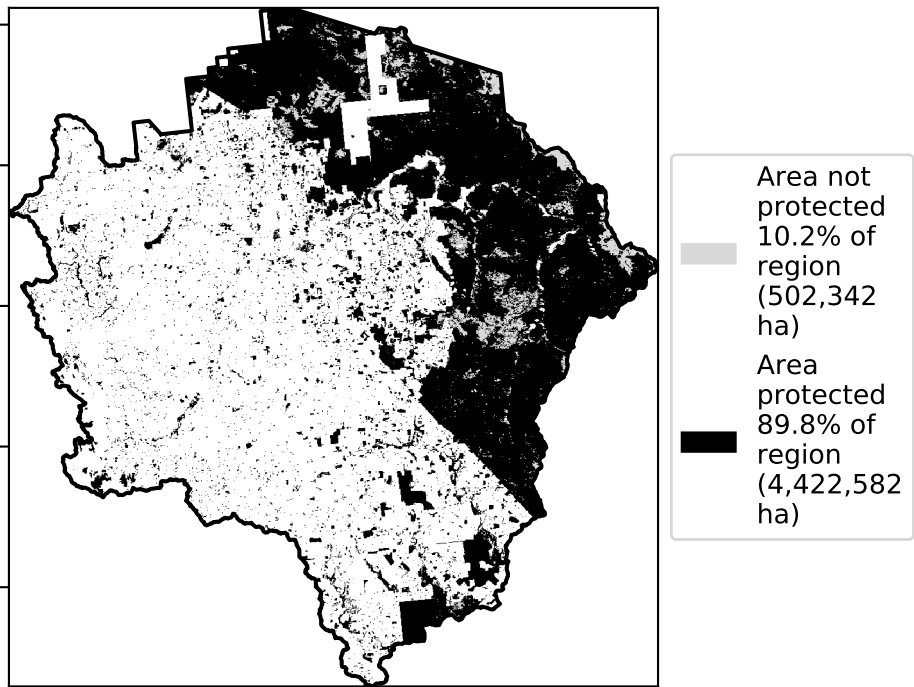 Area not
protected
10.2% of
region
(502,342
ha)
Area
protected
89.8% of
region
(4,422,582
ha)